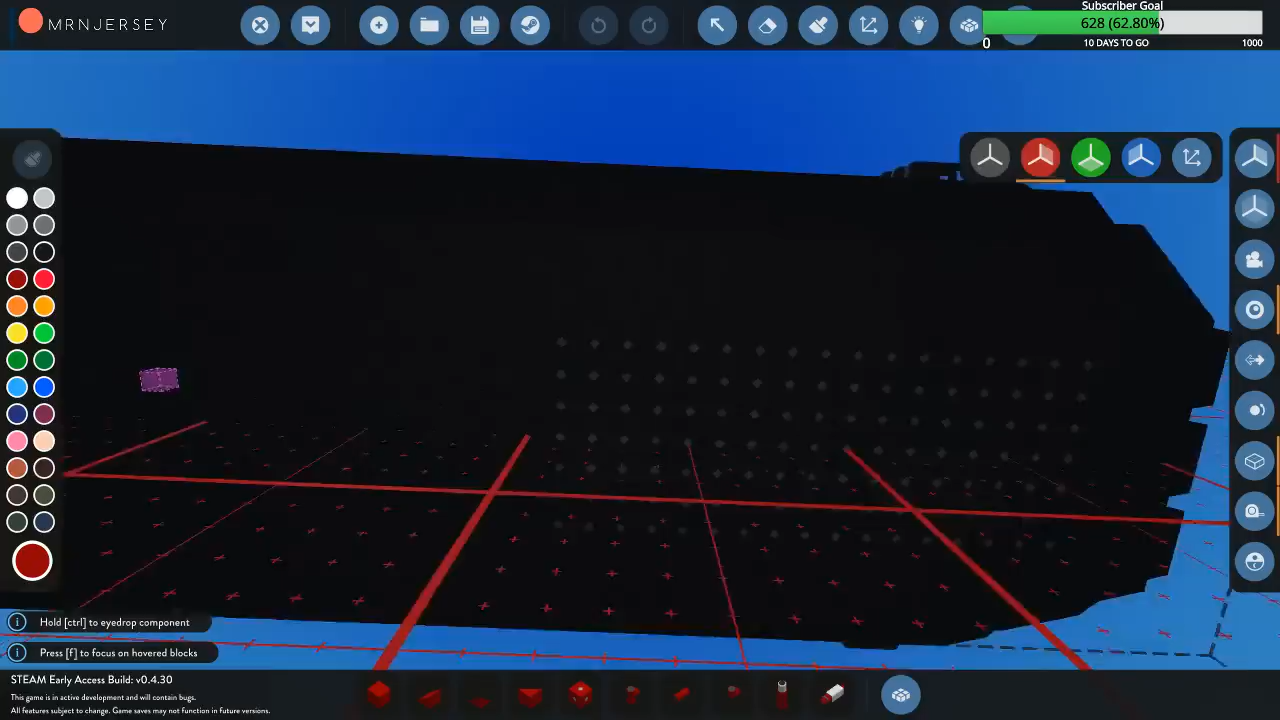 MRNJERSEY
Subscriber Goal
628 (62.80%)
0
10 DAYS TO GO
1000
Hold [ctrl] to eyedrop component
Press [f] to focus on hovered blocks
STEAM Early Access Build: v0.4.30
This game is in active development and will contain bugs.
All features subject to change. Game saves may not function in future versions.